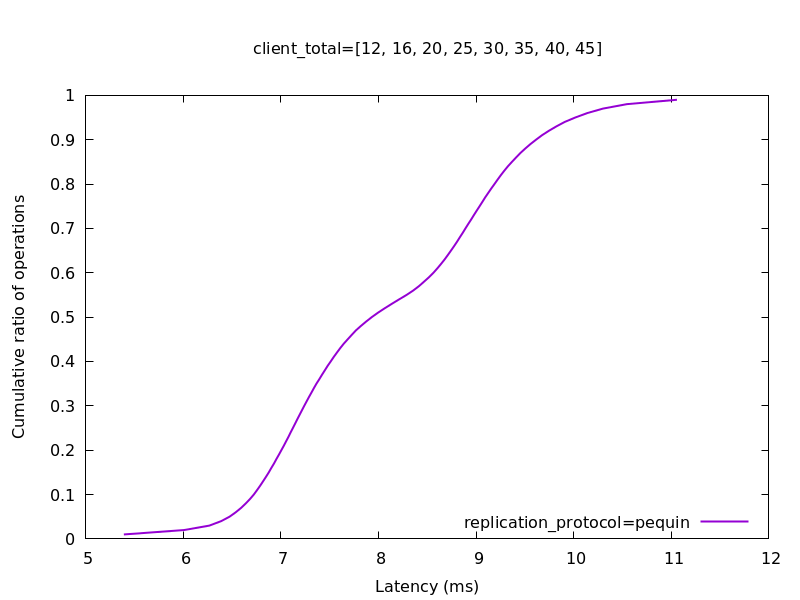 client_total=[12, 16, 20, 25, 30, 35, 40, 45]
1
0.9
0.8
0.7
0.6
0.5
0.4
0.3
0.2
0.1
0
Cumulative ratio of operations
replication_protocol=pequin
5 6 7 8 9 10 11 12
Latency (ms)